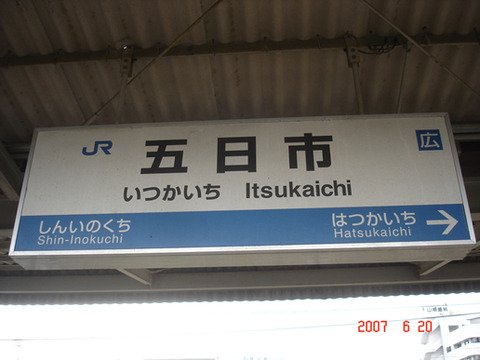 JR 五日市 広
いつかいち Itsukaichi
しんいのくち はつかいち →
Shin-Inokuchi Hatsukaichi
2007 6 20